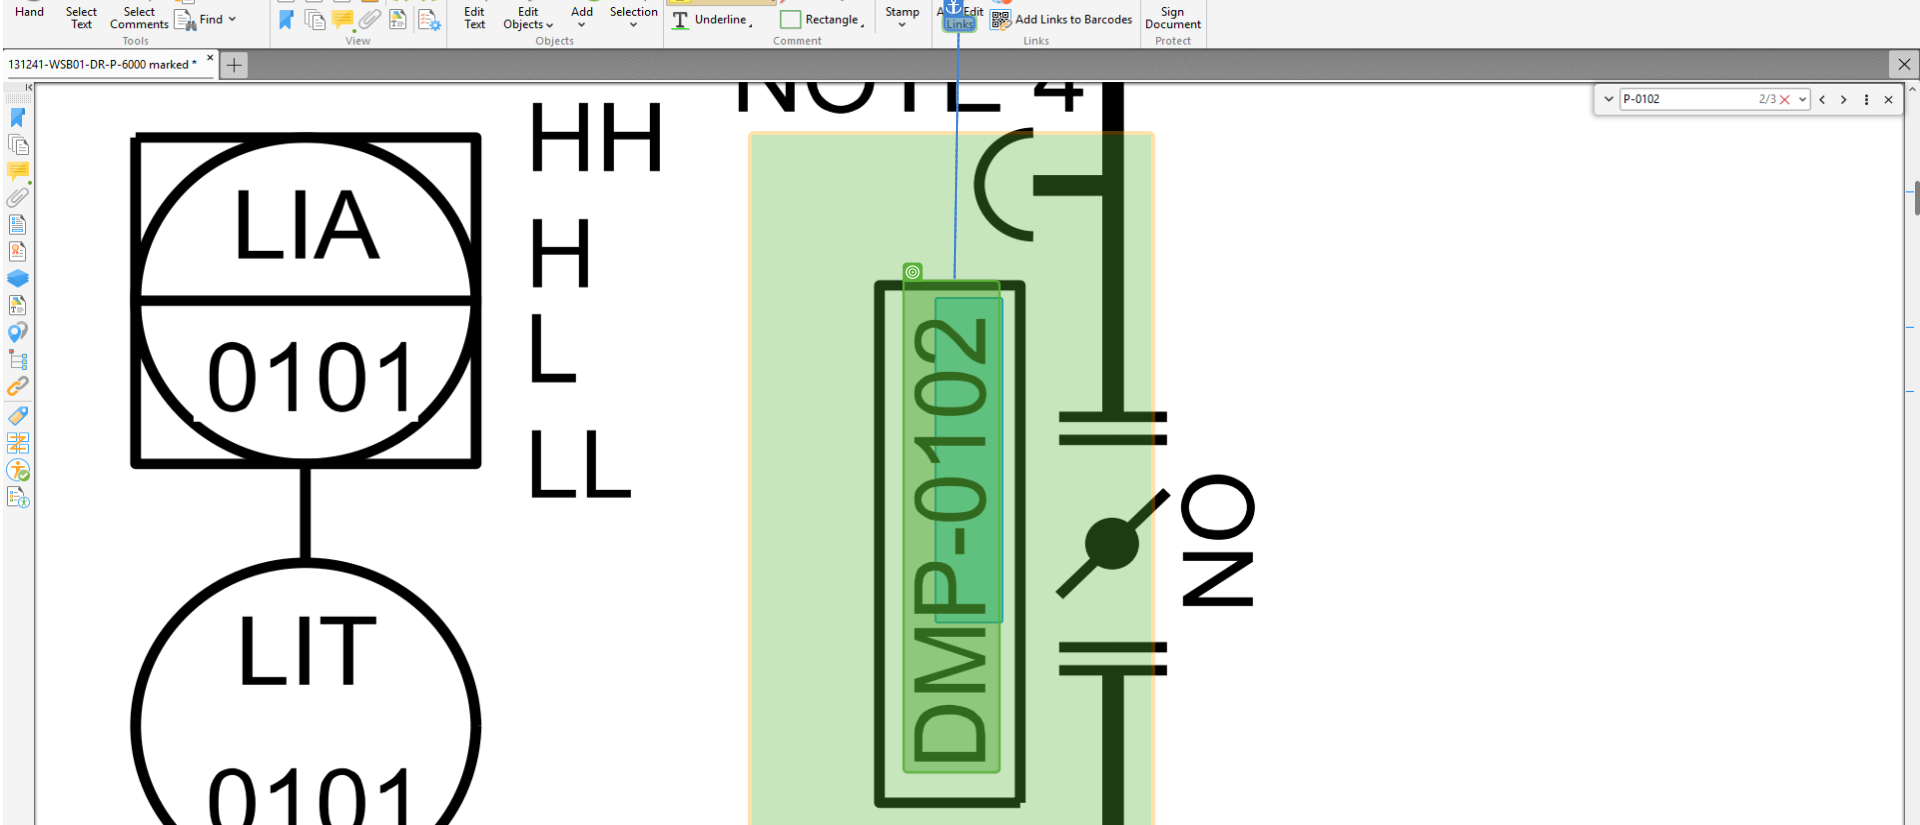 Hand
Select Text
Select Comments
Find
Tools
View
Edit Text
Edit Objects
Add
Selection
Objects
Underline
Rectangle
Comment
Stamp
Edit
Links
Add Links to Barcodes
Links
Sign Document
Protect
131241-WSB01-DR-P-6000 marked *
P-0102
2/3
NOTE 4
LIA
0101
HH
H
L
LL
LIT
0101
DMP-0102
NO